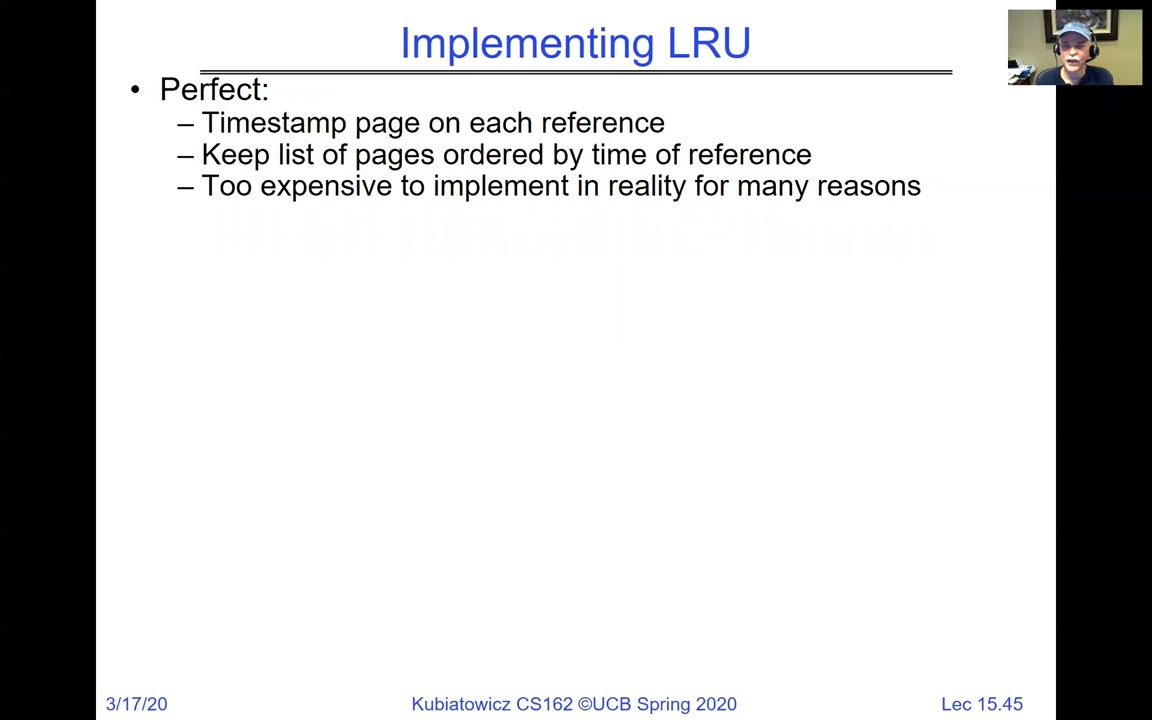 Implementing LRU
• Perfect:
– Timestamp page on each reference
– Keep list of pages ordered by time of reference
– Too expensive to implement in reality for many reasons
3/17/20 Kubiatowicz CS162 ©UCB Spring 2020 Lec 15.45